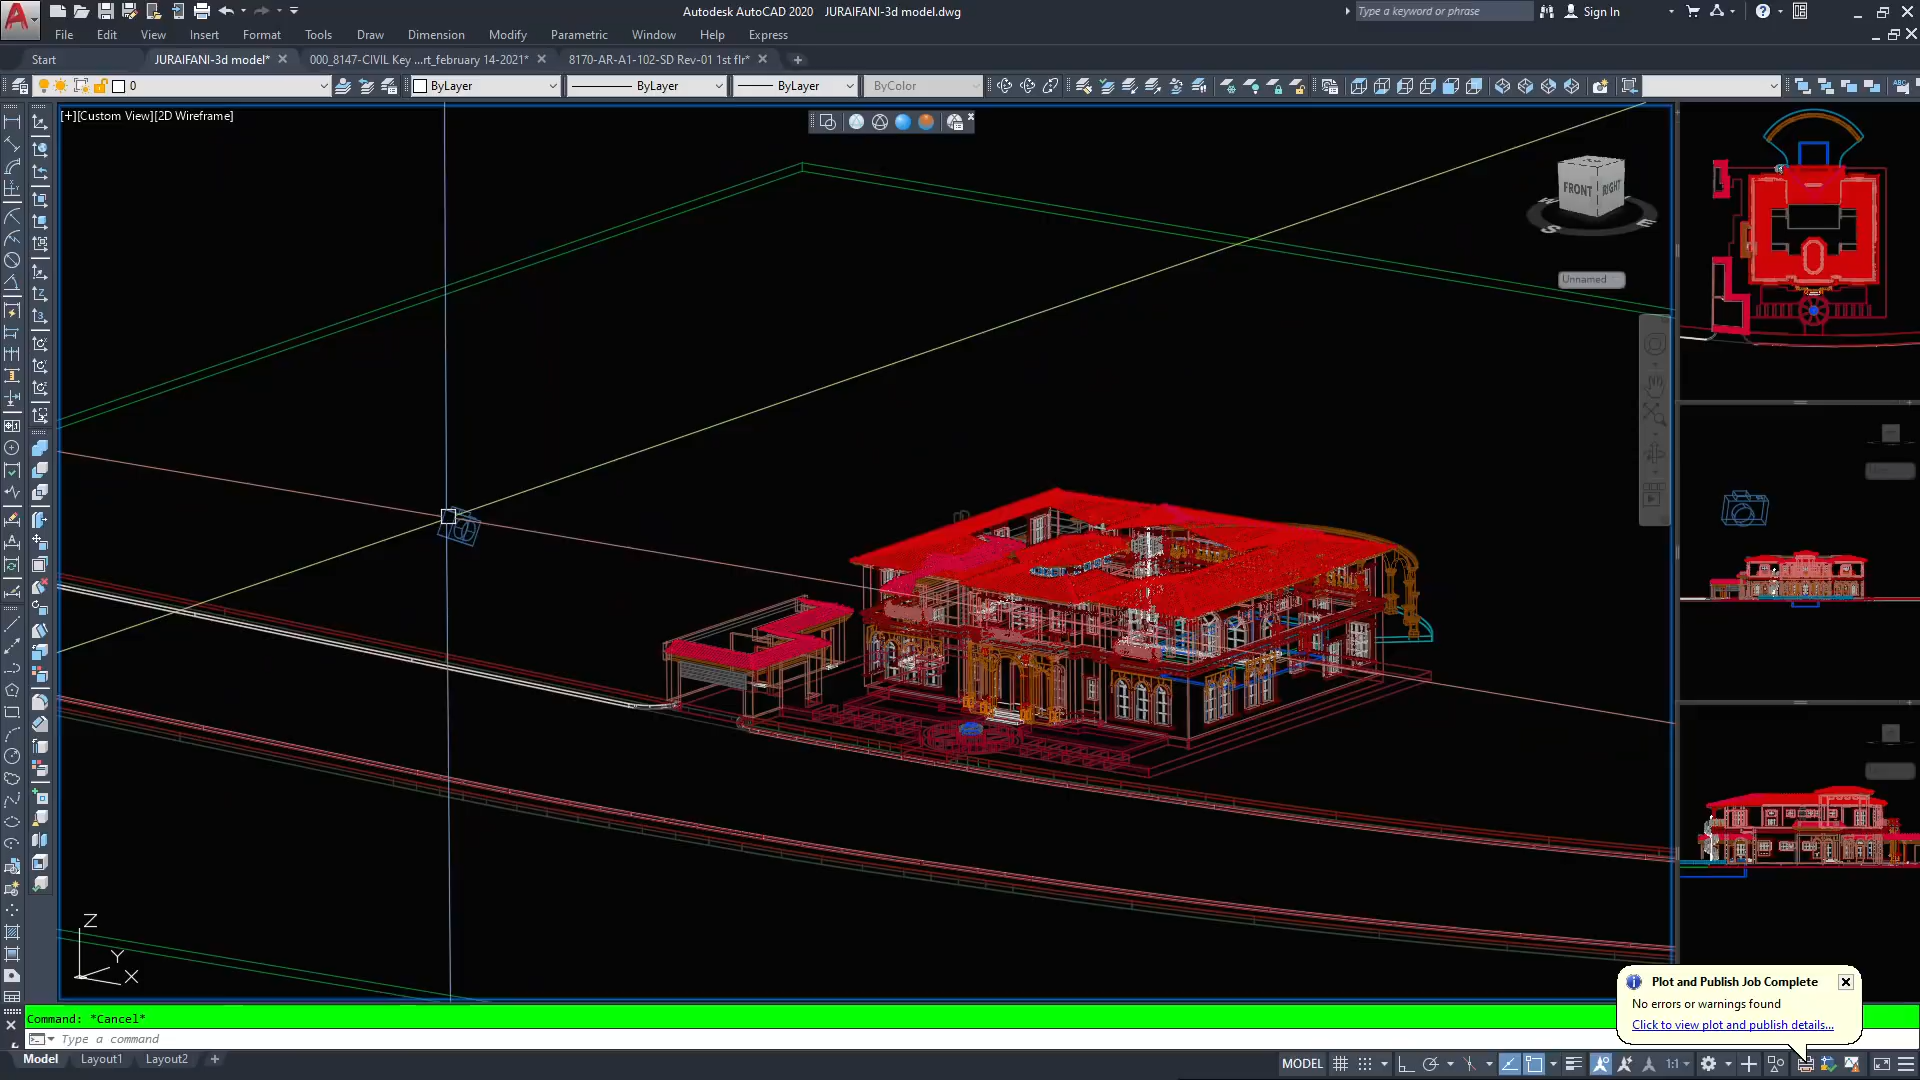 Autodesk AutoCAD 2020 JURAIFANI-3d model.dwg
Type a keyword or phrase
Sign In
File Edit View Insert Format Tools Draw Dimension Modify Parametric Window Help Express
Start JURAIFANI-3d model* 000_8147-CIVIL Key ...rt_february 14-2021* 8170-AR-A1-102-SD Rev-01 1st flr*
0 ByLayer ByLayer ByLayer ByColor
[+][Custom View][2D Wireframe]
FRONT RIGHT
S E
Unnamed
Z
Y
X
Plot and Publish Job Complete
No errors or warnings found
Click to view plot and publish details...
Command: *Cancel*
Type a command
Model Layout1 Layout2
MODEL 1:1